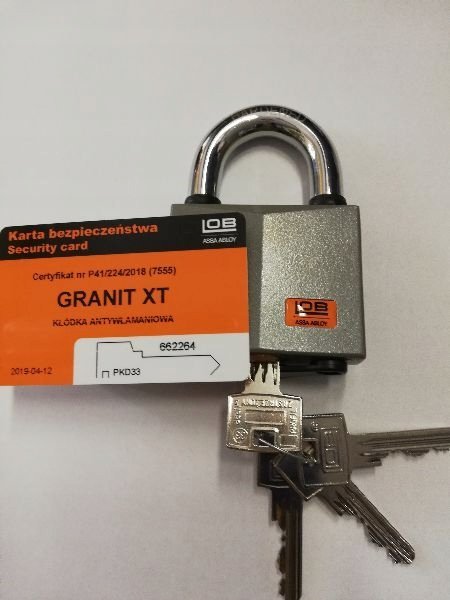 HARDENED
Karta bezpieczeństwa
Security card
LOB
ASSA ABLOY
Certyfikat nr P41/224/2018 (7555)
GRANIT XT
KŁÓDKA ANTYWŁAMANIOWA
662264
PKD33
2019-04-12
LOB
ASSA ABLOY